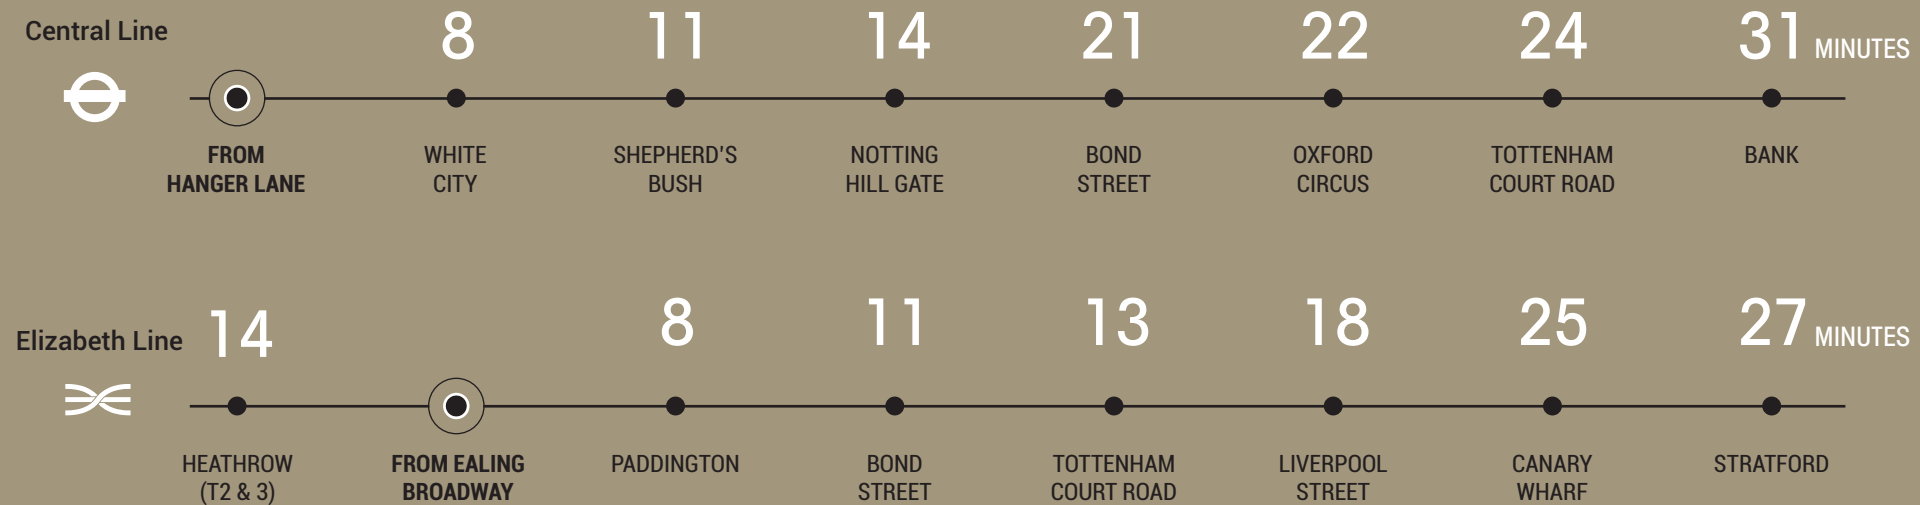 Central Line
8
11
14
21
22
24
31 MINUTES
FROM
HANGER LANE
WHITE
CITY
SHEPHERD'S
BUSH
NOTTING
HILL GATE
BOND
STREET
OXFORD
CIRCUS
TOTTENHAM
COURT ROAD
BANK
Elizabeth Line
14
8
11
13
18
25
27 MINUTES
HEATHROW
(T2 & 3)
FROM EALING
BROADWAY
PADDINGTON
BOND
STREET
TOTTENHAM
COURT ROAD
LIVERPOOL
STREET
CANARY
WHARF
STRATFORD